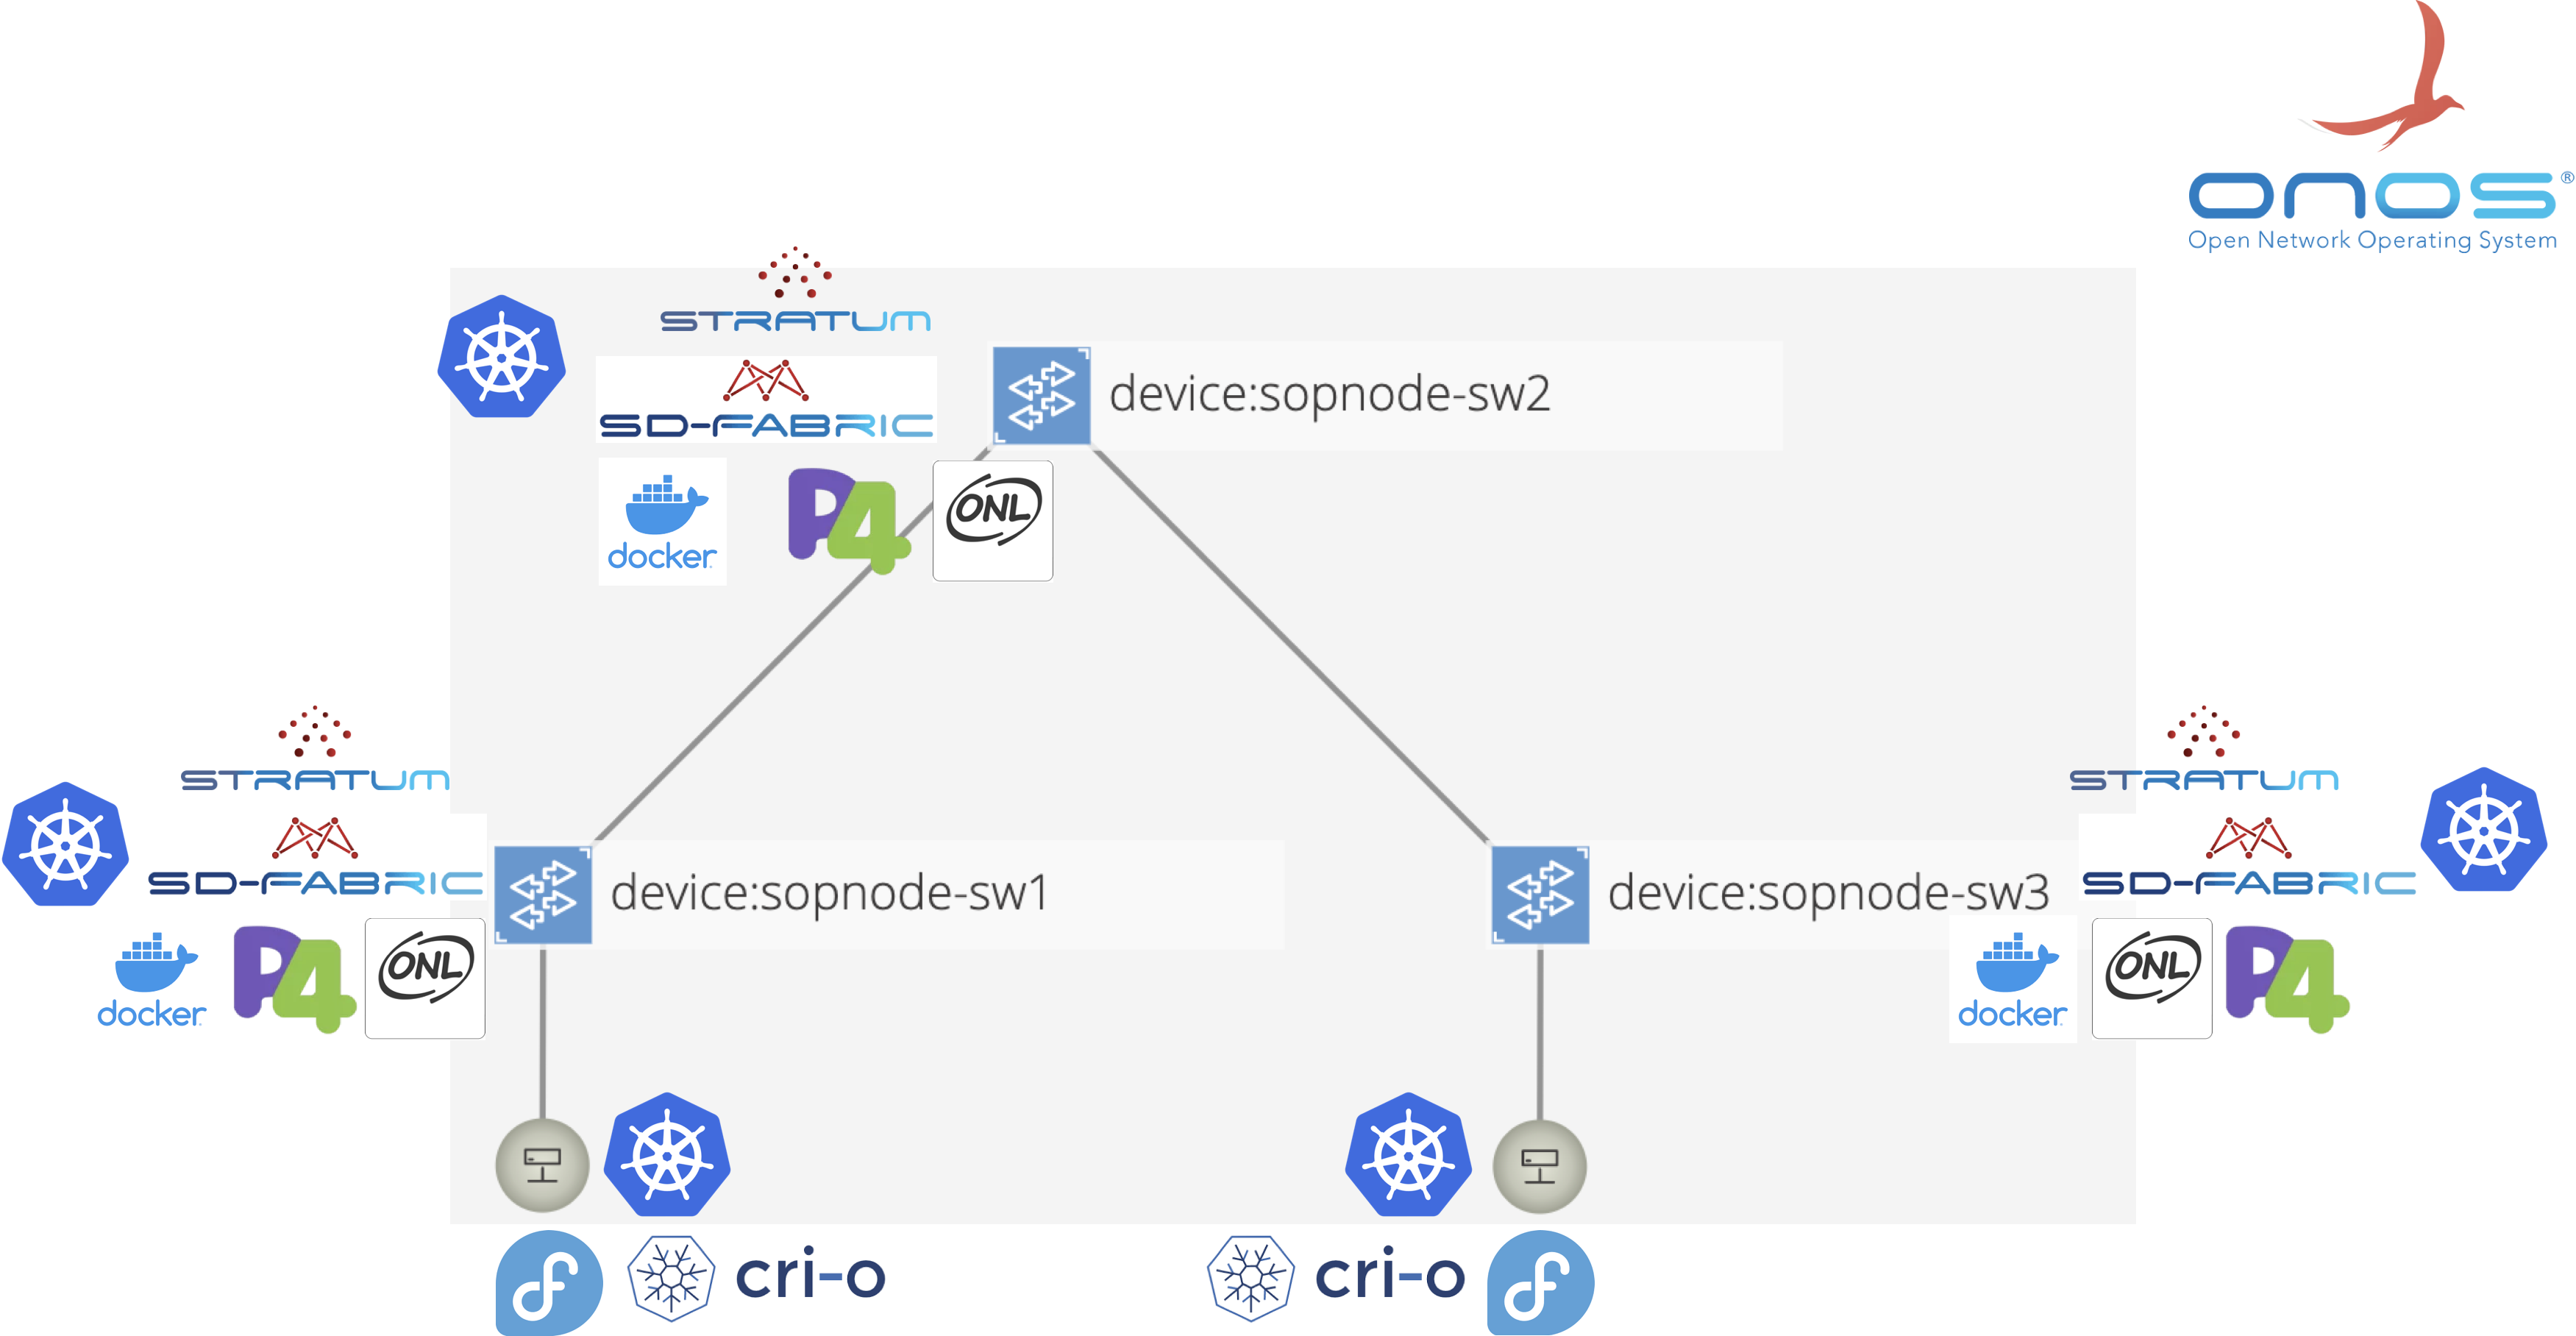 onos®
Open Network Operating System
STRATUM
SD-FABRIC
device:sopnode-sw2
docker
P4
ONL
STRATUM
SD-FABRIC
device:sopnode-sw1
docker
P4
ONL
STRATUM
SD-FABRIC
device:sopnode-sw3
docker
ONL
P4
cri-o
cri-o